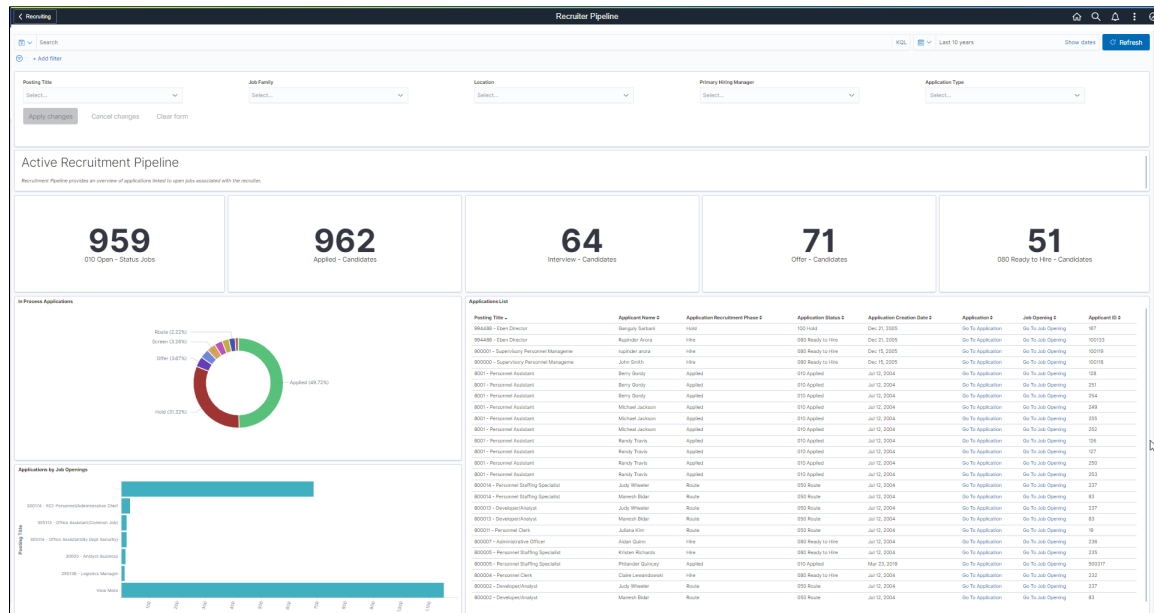 Recruiting
Recruiter Pipeline
Search
KQL
Last 10 years
Show dates
Refresh
+ Add filter
Posting Title
Job Family
Location
Primary Hiring Manager
Application Type
Select...
Select...
Select...
Select...
Select...
Apply changes
Cancel changes
Clear form
Active Recruitment Pipeline
Recruitment Pipeline provides an overview of applications linked to open jobs associated with the recruiter.
959
010 Open - Status Jobs
962
Applied - Candidates
64
Interview - Candidates
71
Offer - Candidates
51
080 Ready to Hire - Candidates
In Process Applications
Route (2.22%)
Screen (3.36%)
Offer (3.67%)
Hold (31.32%)
Applied (49.72%)
Applications by Job Openings
Posting Title
300014 - Office Assistant(By Dept Security)
View More
Applications List
Posting Title Applicant Name Application Recruitment Phase Application Status Application Creation Date Application Job Opening Applicant ID
994488 - Eben Director Gangoly Sarbani Hold 100 Hold Dec 21, 2005 Go To Application Go To Job Opening 167
994488 - Eben Director Rupinder Arora Hire 080 Ready to Hire Dec 21, 2005 Go To Application Go To Job Opening 100123
800001 - Supervisory Personnel Manageme rupinder arora Hire 080 Ready to Hire Dec 15, 2005 Go To Application Go To Job Opening 100119
800000 - Supervisory Personnel Manageme John Smith Hire 080 Ready to Hire Dec 15, 2005 Go To Application Go To Job Opening 100118
8001 - Personnel Assistant Berry Gordy Applied 010 Applied Jul 12, 2004 Go To Application Go To Job Opening 128
8001 - Personnel Assistant Berry Gordy Applied 010 Applied Jul 12, 2004 Go To Application Go To Job Opening 251
8001 - Personnel Assistant Berry Gordy Applied 010 Applied Jul 12, 2004 Go To Application Go To Job Opening 254
8001 - Personnel Assistant Michael Jackson Applied 010 Applied Jul 12, 2004 Go To Application Go To Job Opening 249
8001 - Personnel Assistant Michael Jackson Applied 010 Applied Jul 12, 2004 Go To Application Go To Job Opening 255
8001 - Personnel Assistant Michael Jackson Applied 010 Applied Jul 12, 2004 Go To Application Go To Job Opening 252
8001 - Personnel Assistant Randy Travis Applied 010 Applied Jul 12, 2004 Go To Application Go To Job Opening 126
8001 - Personnel Assistant Randy Travis Applied 010 Applied Jul 12, 2004 Go To Application Go To Job Opening 127
8001 - Personnel Assistant Randy Travis Applied 010 Applied Jul 12, 2004 Go To Application Go To Job Opening 250
8001 - Personnel Assistant Randy Travis Applied 010 Applied Jul 12, 2004 Go To Application Go To Job Opening 253
800014 - Personnel Staffing Specialist Judy Wheeler Route 050 Route Jul 12, 2004 Go To Application Go To Job Opening 237
800014 - Personnel Staffing Specialist Manesh Bidar Route 050 Route Jul 12, 2004 Go To Application Go To Job Opening 83
800013 - Developer/Analyst Judy Wheeler Route 050 Route Jul 12, 2004 Go To Application Go To Job Opening 237
800013 - Developer/Analyst Manesh Bidar Route 050 Route Jul 12, 2004 Go To Application Go To Job Opening 83
800011 - Personnel Clerk Juliana Kim Route 050 Route Jul 12, 2004 Go To Application Go To Job Opening 19
800007 - Administrative Officer Aidan Quinn Hire 080 Ready to Hire Jul 12, 2004 Go To Application Go To Job Opening 236
800005 - Personnel Staffing Specialist Kristen Richards Hire 080 Ready to Hire Jul 12, 2004 Go To Application Go To Job Opening 235
800005 - Personnel Staffing Specialist Philander Quincey Applied 010 Applied Mar 23, 2019 Go To Application Go To Job Opening 500317
800004 - Personnel Clerk Claire Lewandowski Hire 080 Ready to Hire Jul 12, 2004 Go To Application Go To Job Opening 232
800002 - Developer/Analyst Judy Wheeler Route 050 Route Jul 12, 2004 Go To Application Go To Job Opening 237
800002 - Developer/Analyst Manesh Bidar Route 050 Route Jul 12, 2004 Go To Application Go To Job Opening 83